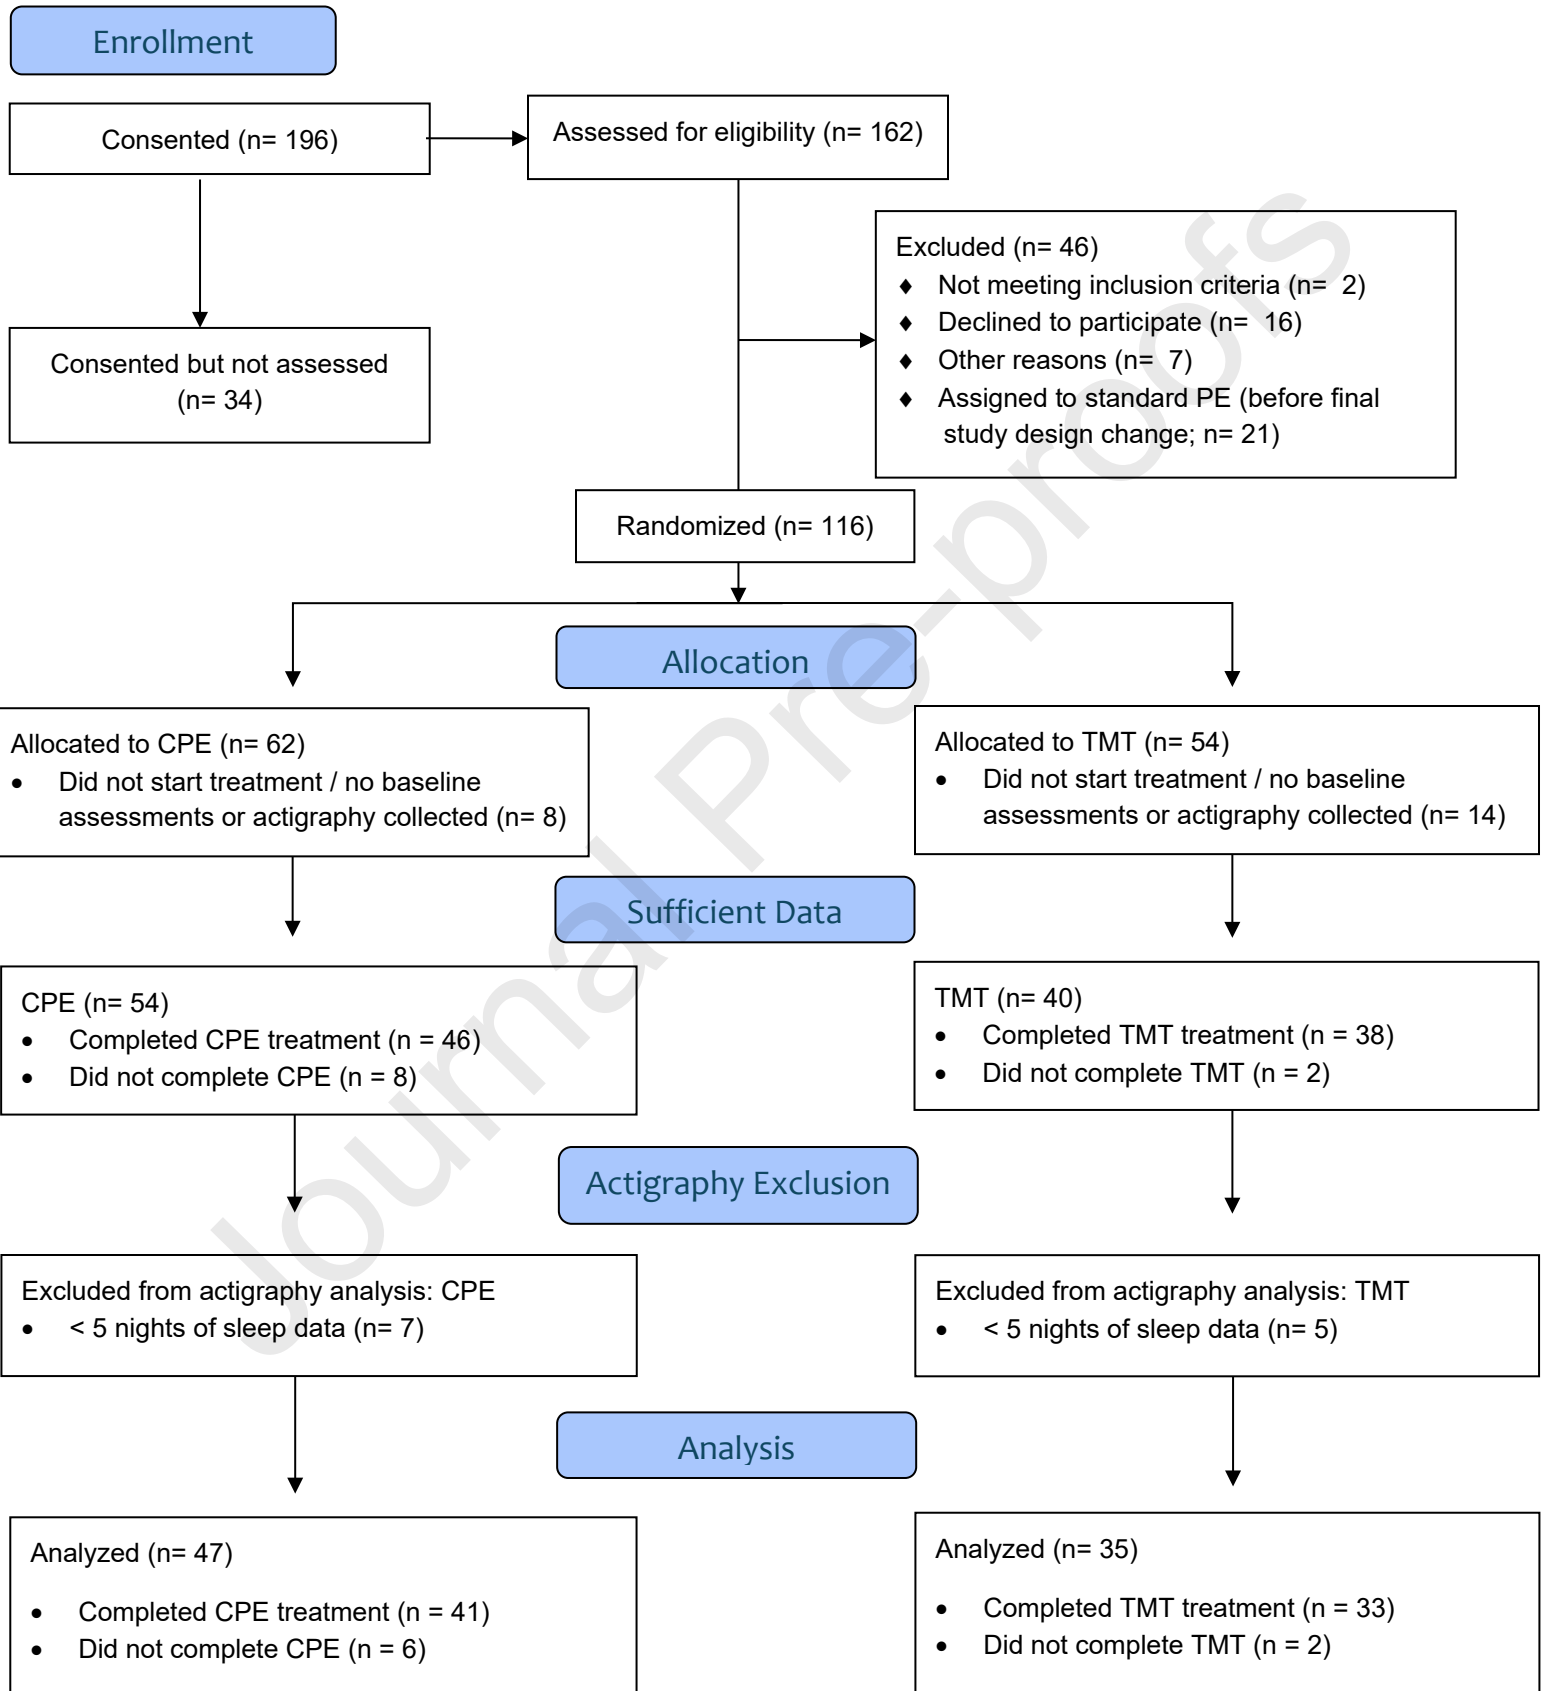 Enrollment
Consented (n= 196)
Assessed for eligibility (n= 162)
Excluded (n= 46)
♦ Not meeting inclusion criteria (n=  2)
♦ Declined to participate (n=  16)
♦ Other reasons (n=  7)
♦ Assigned to standard PE (before final
study design change; n= 21)
Consented but not assessed
(n= 34)
Randomized (n= 116)
Allocation
Allocated to CPE (n= 62)
• Did not start treatment / no baseline
assessments or actigraphy collected (n= 8)
Allocated to TMT (n= 54)
• Did not start treatment / no baseline
assessments or actigraphy collected (n= 14)
Sufficient Data
CPE (n= 54)
• Completed CPE treatment (n = 46)
• Did not complete CPE (n = 8)
TMT (n= 40)
• Completed TMT treatment (n = 38)
• Did not complete TMT (n = 2)
Actigraphy Exclusion
Excluded from actigraphy analysis: CPE
• < 5 nights of sleep data (n= 7)
Excluded from actigraphy analysis: TMT
• < 5 nights of sleep data (n= 5)
Analysis
Analyzed (n= 47)
• Completed CPE treatment (n = 41)
• Did not complete CPE (n = 6)
Analyzed (n= 35)
• Completed TMT treatment (n = 33)
• Did not complete TMT (n = 2)
Journal Pre-proofs